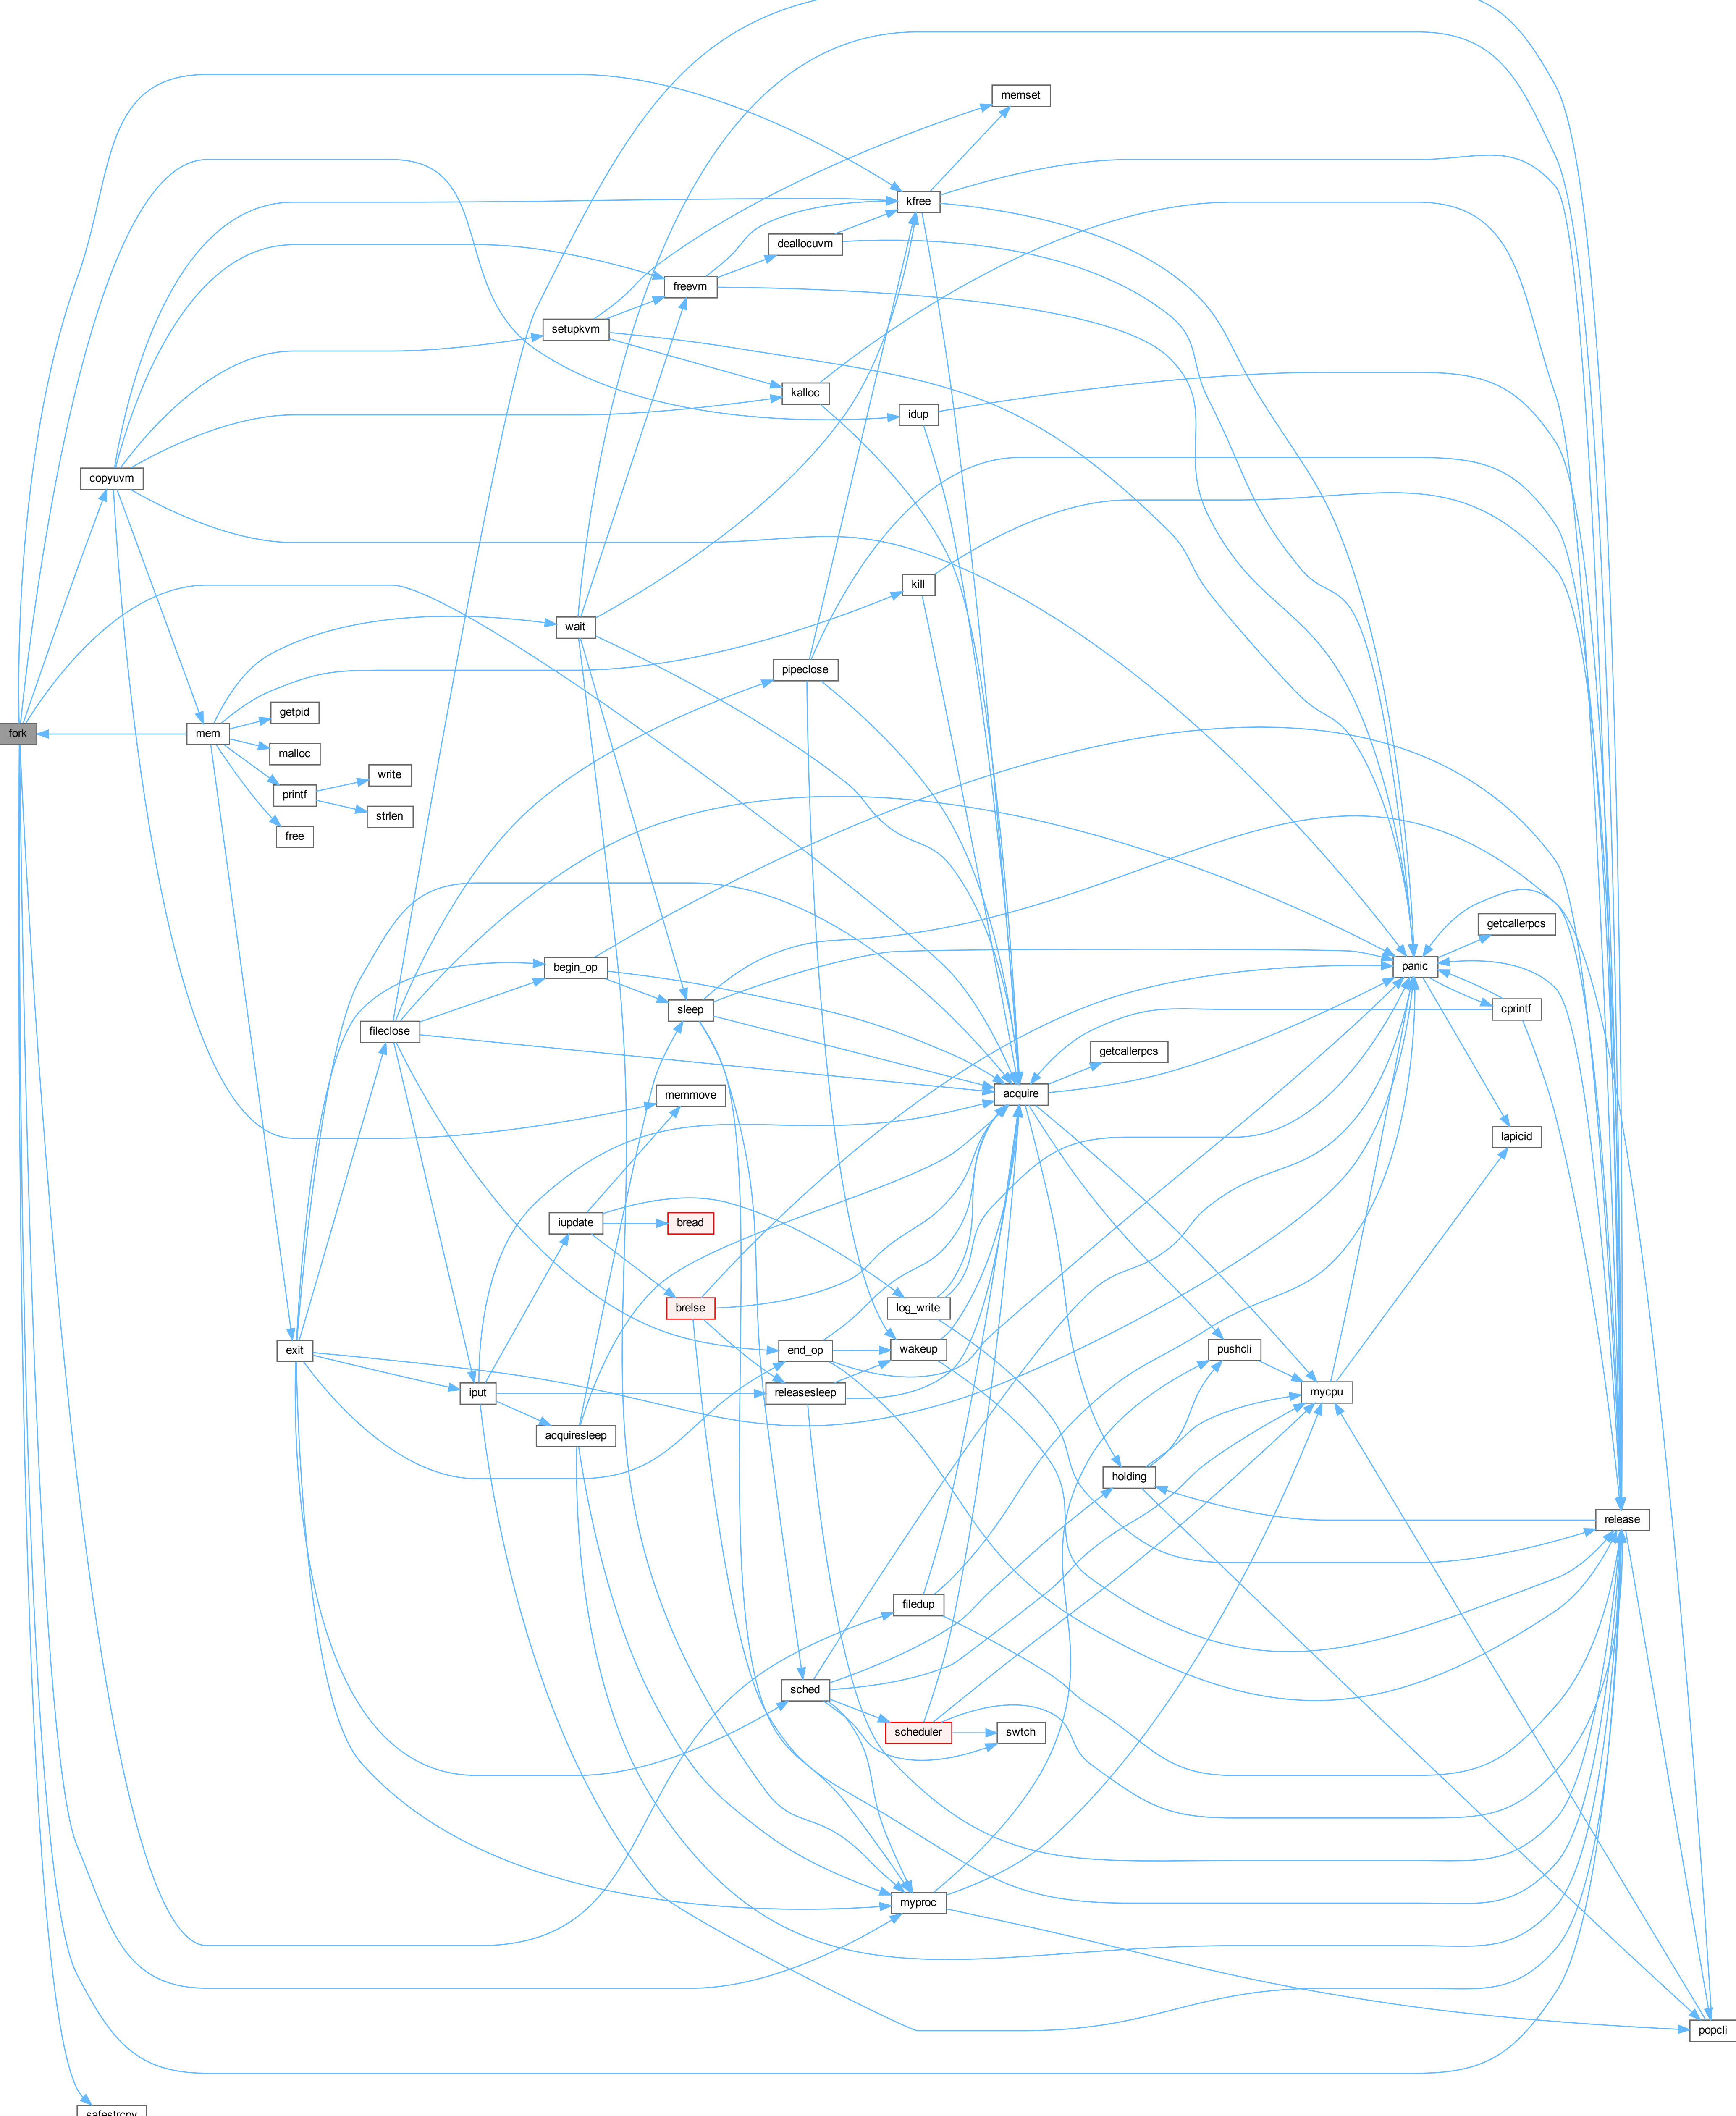 memset
kfree
deallocuvm
freevm
setupkvm
kalloc
idup
copyuvm
kill
wait
pipeclose
getpid
fork
mem
malloc
write
printf
strlen
free
getcallerpcs
begin_op
panic
sleep
cprintf
fileclose
getcallerpcs
memmove
acquire
lapicid
iupdate
bread
brelse
log_write
exit
end_op
wakeup
pushcli
iput
releasesleep
mycpu
acquiresleep
holding
release
filedup
sched
scheduler
swtch
myproc
popcli
safestrcpy